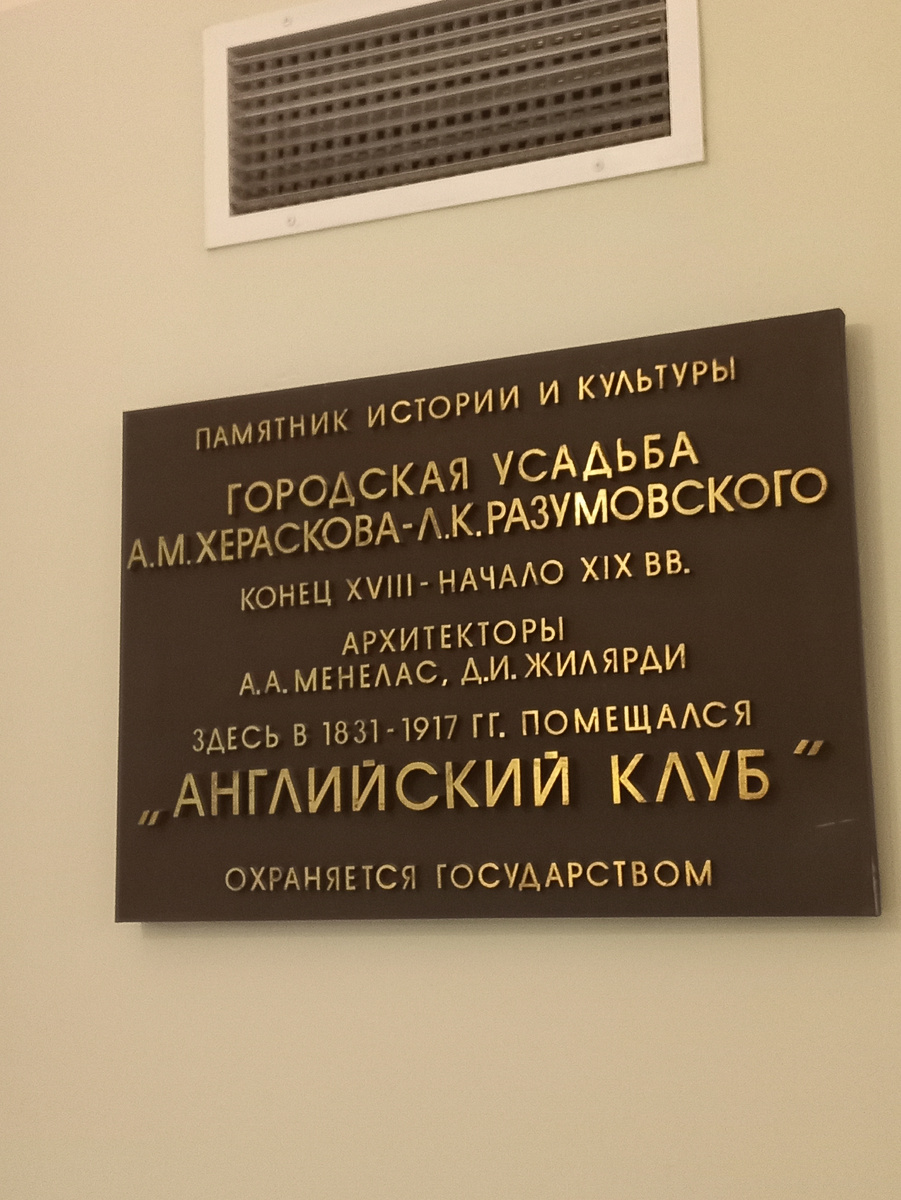 ПАМЯТНИК ИСТОРИИ И КУЛЬТУРЫ
ГОРОДСКАЯ УСАДЬБА
А.М.ХЕРАСКОВА-Л.К.РАЗУМОВСКОГО
КОНЕЦ XVIII - НАЧАЛО XIX ВВ.
АРХИТЕКТОРЫ
А.А.МЕНЕЛАС, Д.И.ЖИЛЯРДИ
ЗДЕСЬ В 1831-1917 ГГ. ПОМЕЩАЛСЯ
„АНГЛИЙСКИЙ КЛУБ“
ОХРАНЯЕТСЯ ГОСУДАРСТВОМ